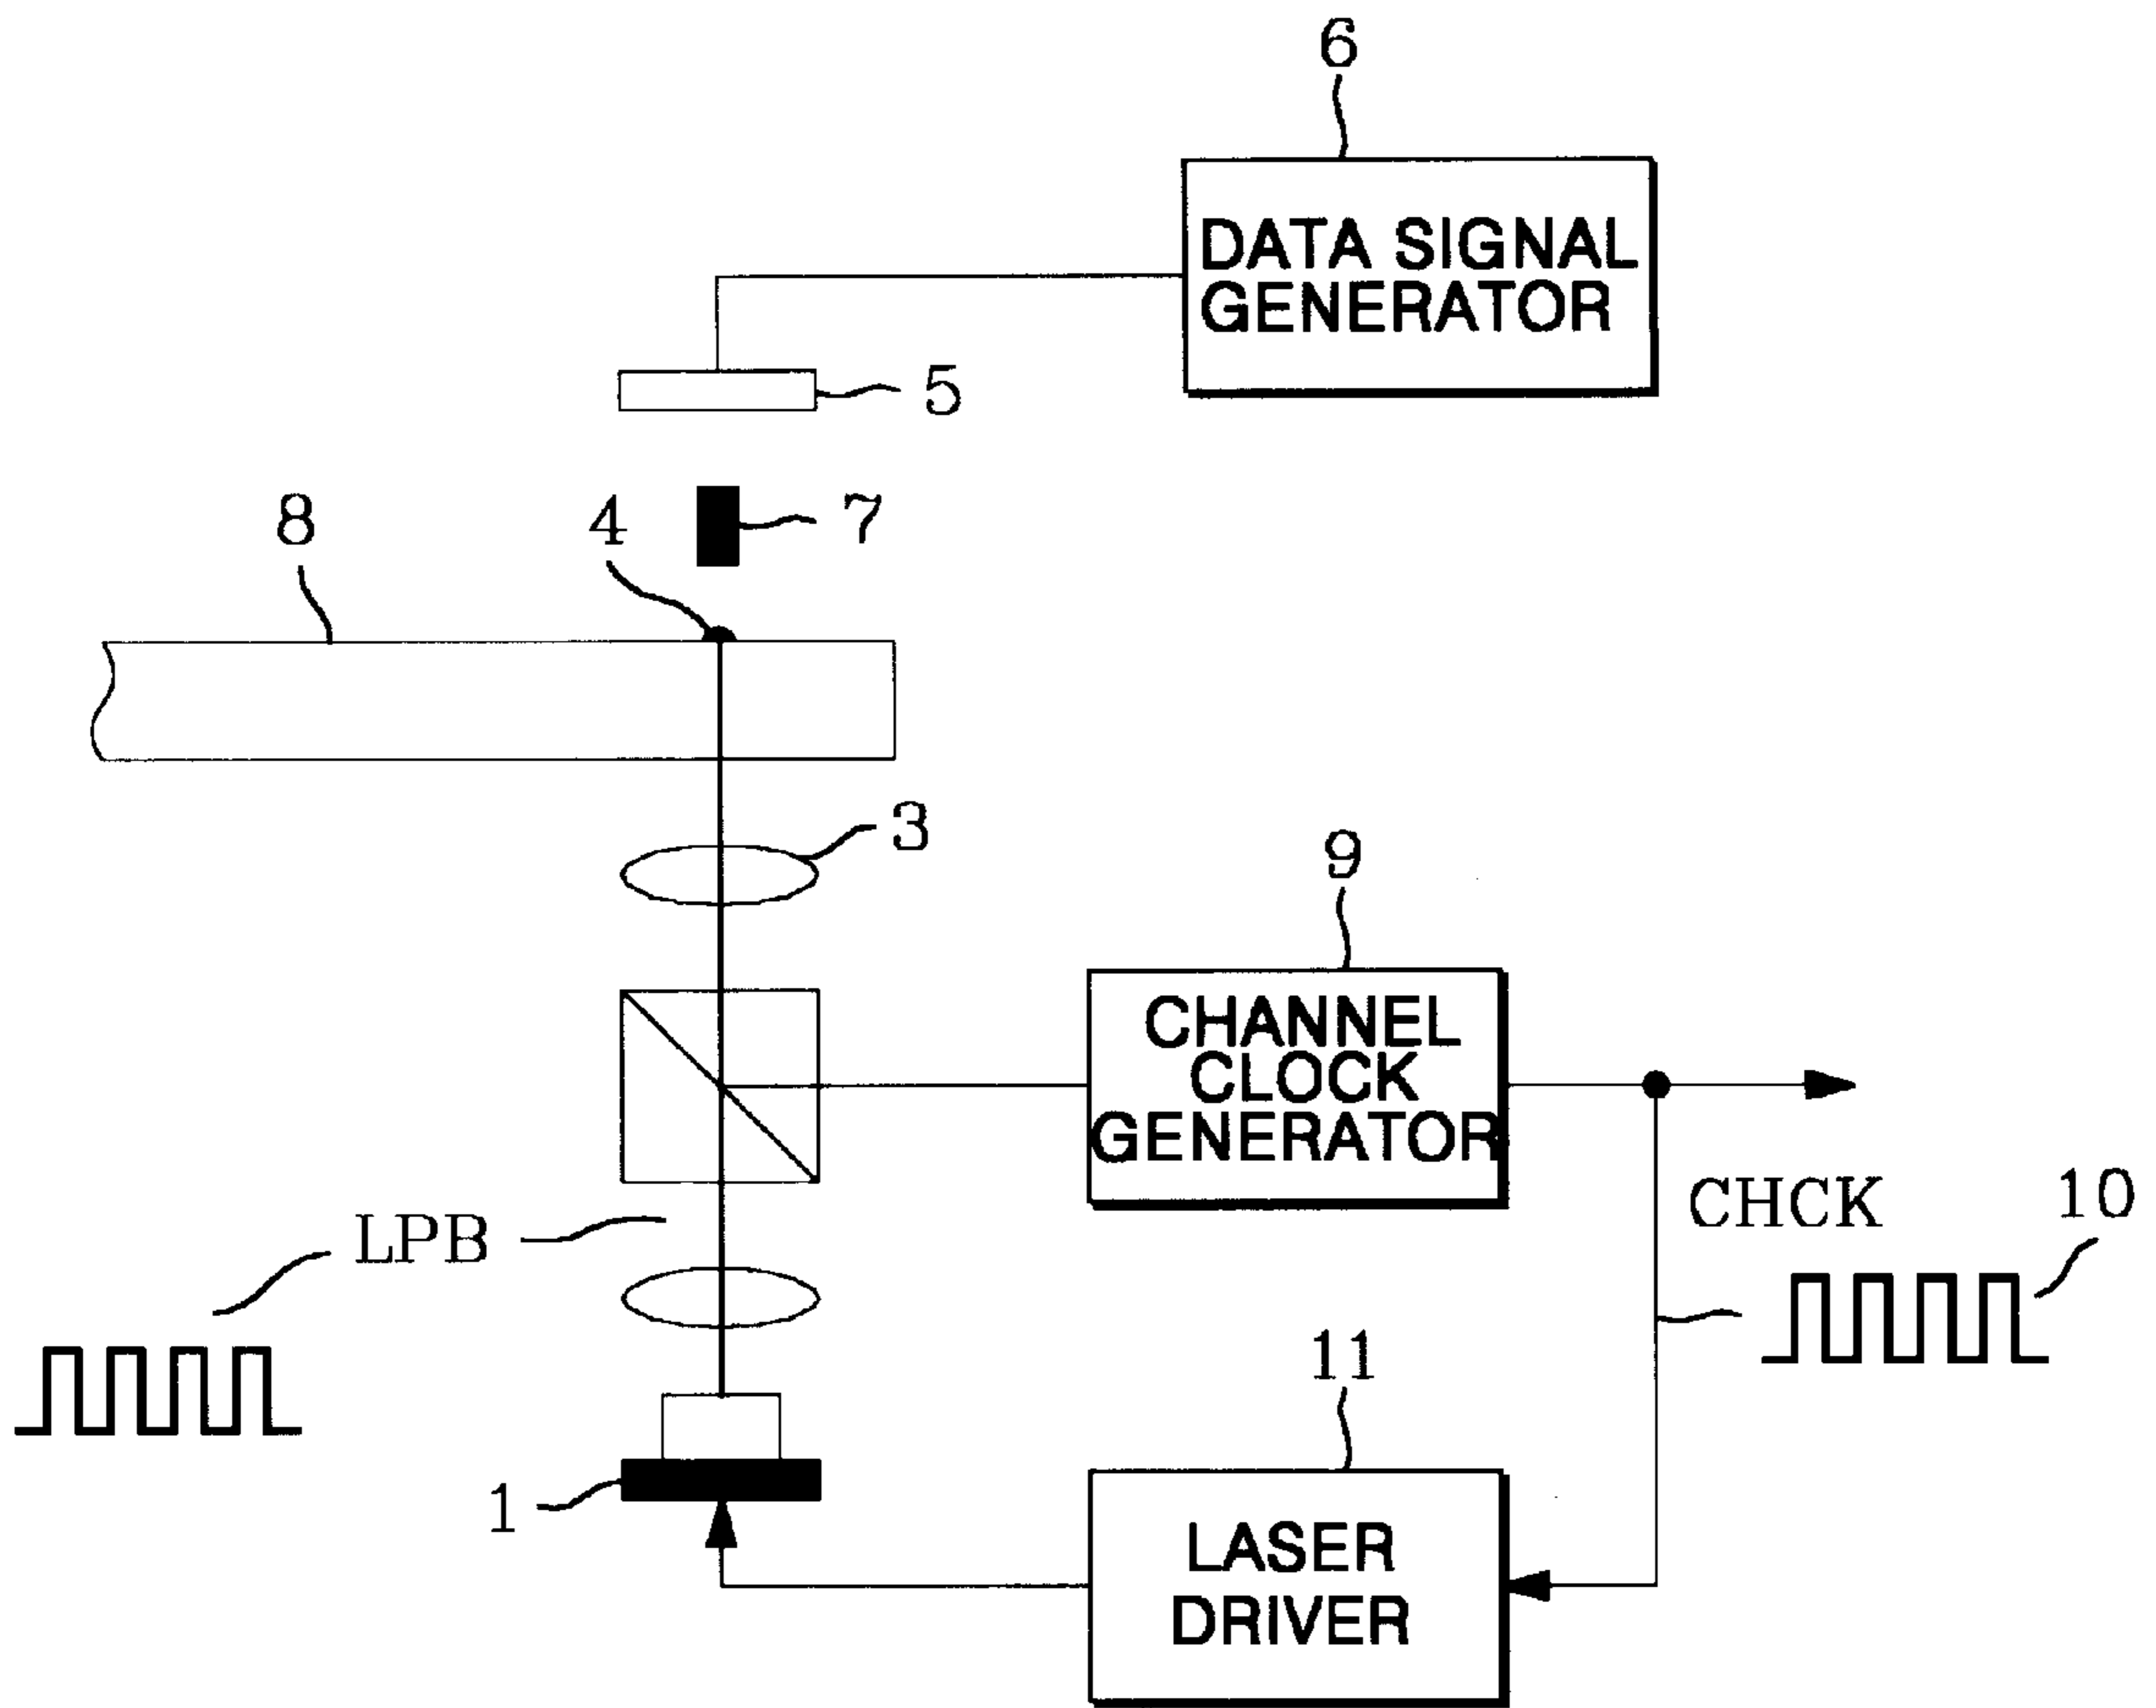 6
DATA SIGNAL
GENERATOR
5
8
4
7
3
9
CHANNEL
CLOCK
GENERATOR
CHCK
10
LPB
11
1
LASER
DRIVER